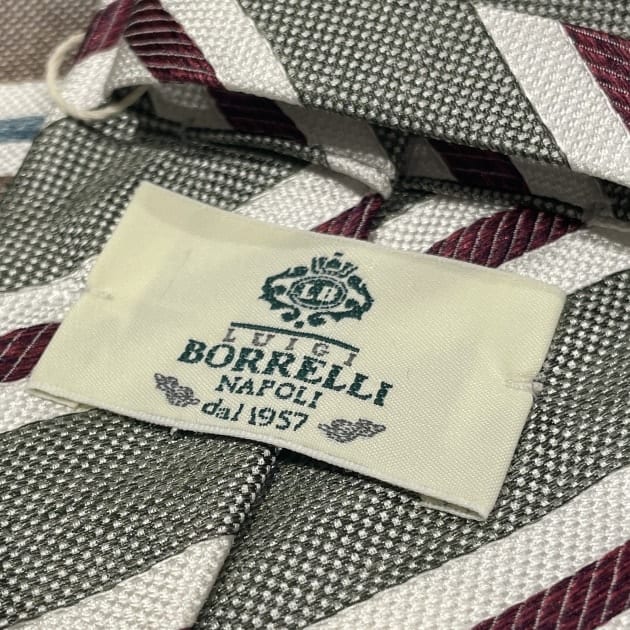 LUIGI
BORRELLI
NAPOLI
dal 1957